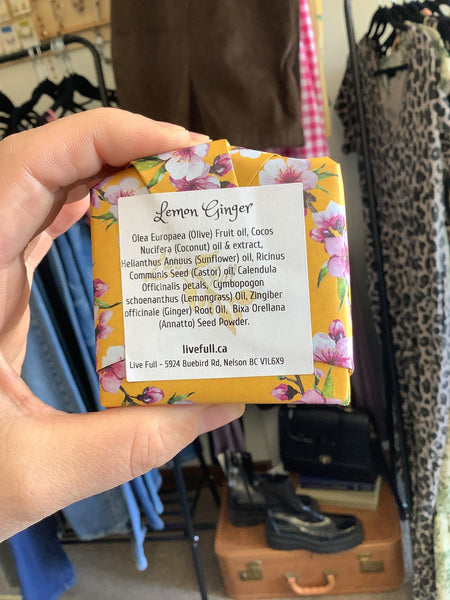 Lemon Ginger
Olea Europaea (Olive) Fruit oil, Cocos
Nucifera (Coconut) oil & extract,
Helianthus Annuus (Sunflower) oil, Ricinus
Communis Seed (Castor) oil, Calendula
Officinalis petals, Cymbopogon
schoenanthus (Lemongrass) Oil, Zingiber
officinale (Ginger) Root Oil, Bixa Orellana
(Annatto) Seed Powder.
livefull.ca
Live Full - 5924 Buebird Rd, Nelson BC V1L6X9